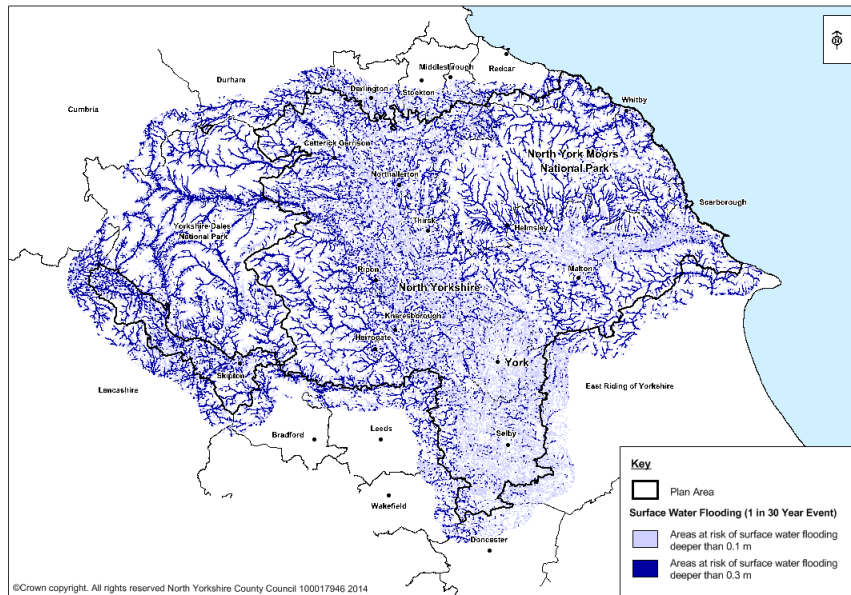 Middlesbrough
Redcar
Durham
Darlington
Stockton
Cumbria
Whitby
Catterick Garrison
North York Moors
National Park
Northallerton
Scarborough
Thirsk
Yorkshire Dales
National Park
Helmsley
Ripon
Malton
North Yorkshire
Knaresborough
Harrogate
York
Skipton
Lancashire
East Riding of Yorkshire
Bradford
Leeds
Selby
Wakefield
Doncaster
Key
Plan Area
Surface Water Flooding (1 in 30 Year Event)
Areas at risk of surface water flooding
deeper than 0.1 m
Areas at risk of surface water flooding
deeper than 0.3 m
©Crown copyright. All rights reserved North Yorkshire County Council 100017946 2014